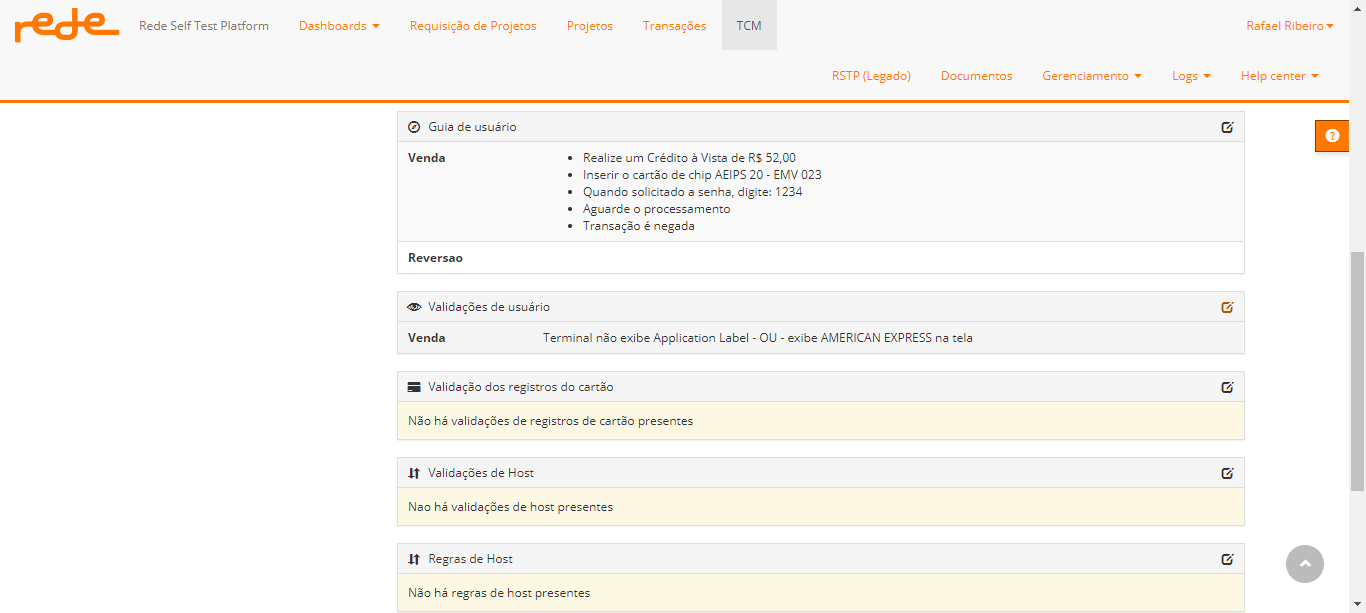 rede Rede Self Test Platform Dashboards Requisição de Projetos Projetos Transações TCM Rafael Ribeiro
RSTP (Legado) Documentos Gerenciamento Logs Help center
Guia de usuário
Venda
Realize um Crédito à Vista de R$ 52,00
Inserir o cartão de chip AEIPS 20 - EMV 023
Quando solicitado a senha, digite: 1234
Aguarde o processamento
Transação é negada
Reversao
Validações de usuário
Venda Terminal não exibe Application Label - OU - exibe AMERICAN EXPRESS na tela
Validação dos registros do cartão
Não há validações de registros de cartão presentes
Validações de Host
Nao há validações de host presentes
Regras de Host
Não há regras de host presentes